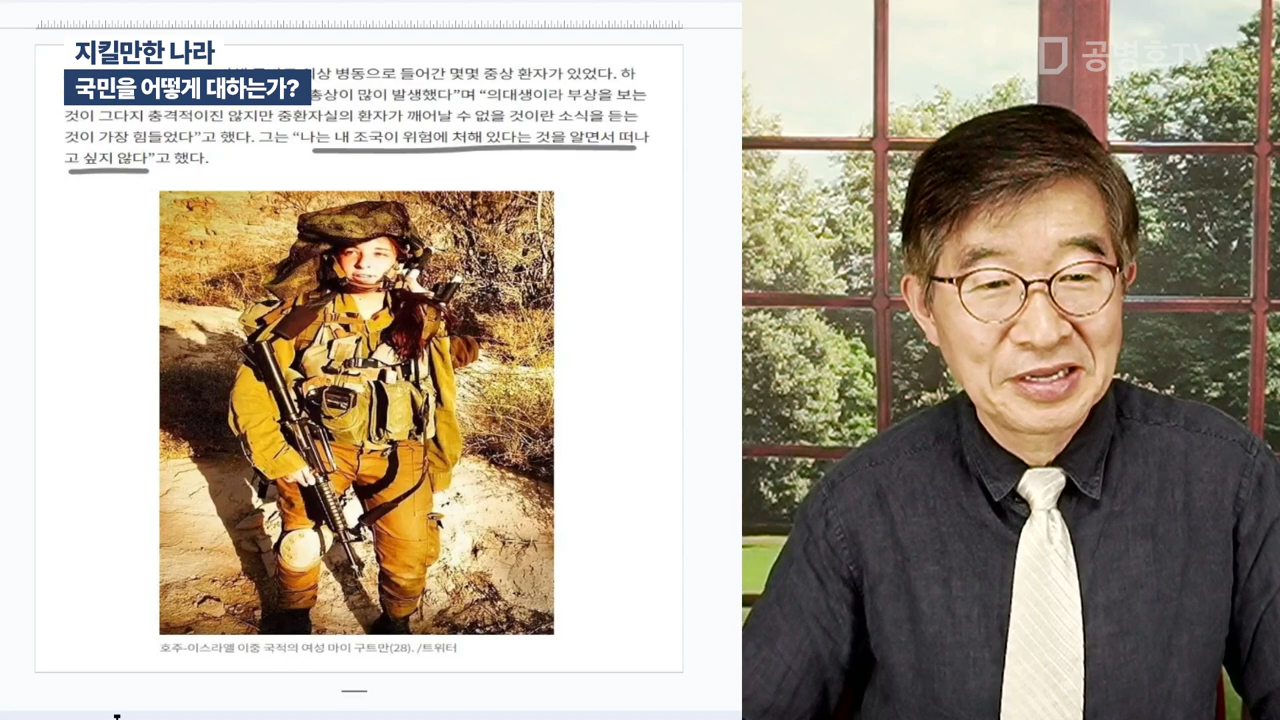 지킬만한 나라
국민을 어떻게 대하는가?
상 병동으로 들어간 몇몇 중상 환자가 있었다. 하
총상이 많이 발생했다”며 “의대생이라 부상을 보는
것이 그다지 충격적이진 않지만 중환자실의 환자가 깨어날 수 없을 것이란 소식을 듣는
것이 가장 힘들었다”고 했다. 그는 “나는 내 조국이 위험에 처해 있다는 것을 알면서 떠나
고 싶지 않다”고 했다.
호주-이스라엘 이중 국적의 여성 마이 구트만(28). /트위터
공병호TV